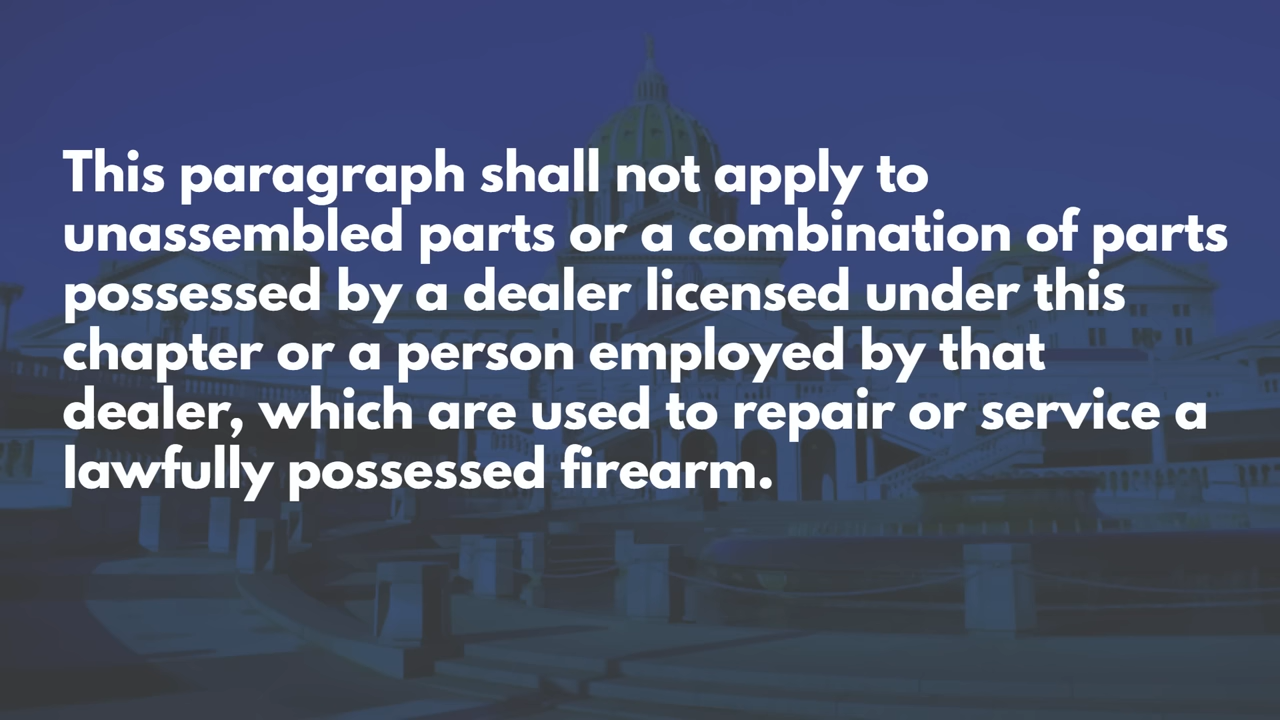 This paragraph shall not apply to
unassembled parts or a combination of parts
possessed by a dealer licensed under this
chapter or a person employed by that
dealer, which are used to repair or service a
lawfully possessed firearm.